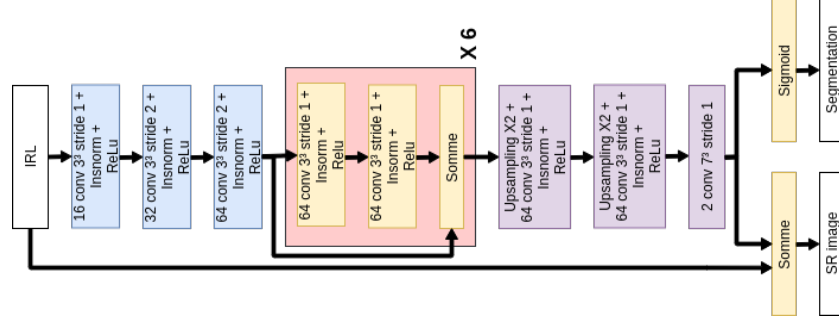 IRL
16 conv 3³ stride 1 +
Insnorm +
ReLu
32 conv 3³ stride 2 +
Insnorm +
ReLu
64 conv 3³ stride 2 +
Insnorm +
ReLu
64 conv 3³ stride 1 +
Insorm +
Relu
64 conv 3³ stride 1 +
Insorm +
Relu
Somme
X 6
Upsampling X2 +
64 conv 3³ stride 1 +
Insnorm +
ReLu
Upsampling X2 +
64 conv 3³ stride 1 +
Insnorm +
ReLu
2 conv 7³ stride 1
Sigmoid
Segmentation
Somme
SR image